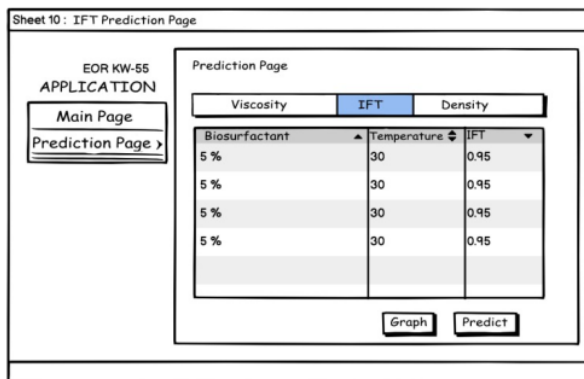 Sheet 10 : IFT Prediction Page
EOR KW-55
APPLICATION
Main Page
Prediction Page
Prediction Page
Viscosity IFT Density
Biosurfactant Temperature IFT
5 % 30 0.95
5 % 30 0.95
5 % 30 0.95
5 % 30 0.95
Graph Predict